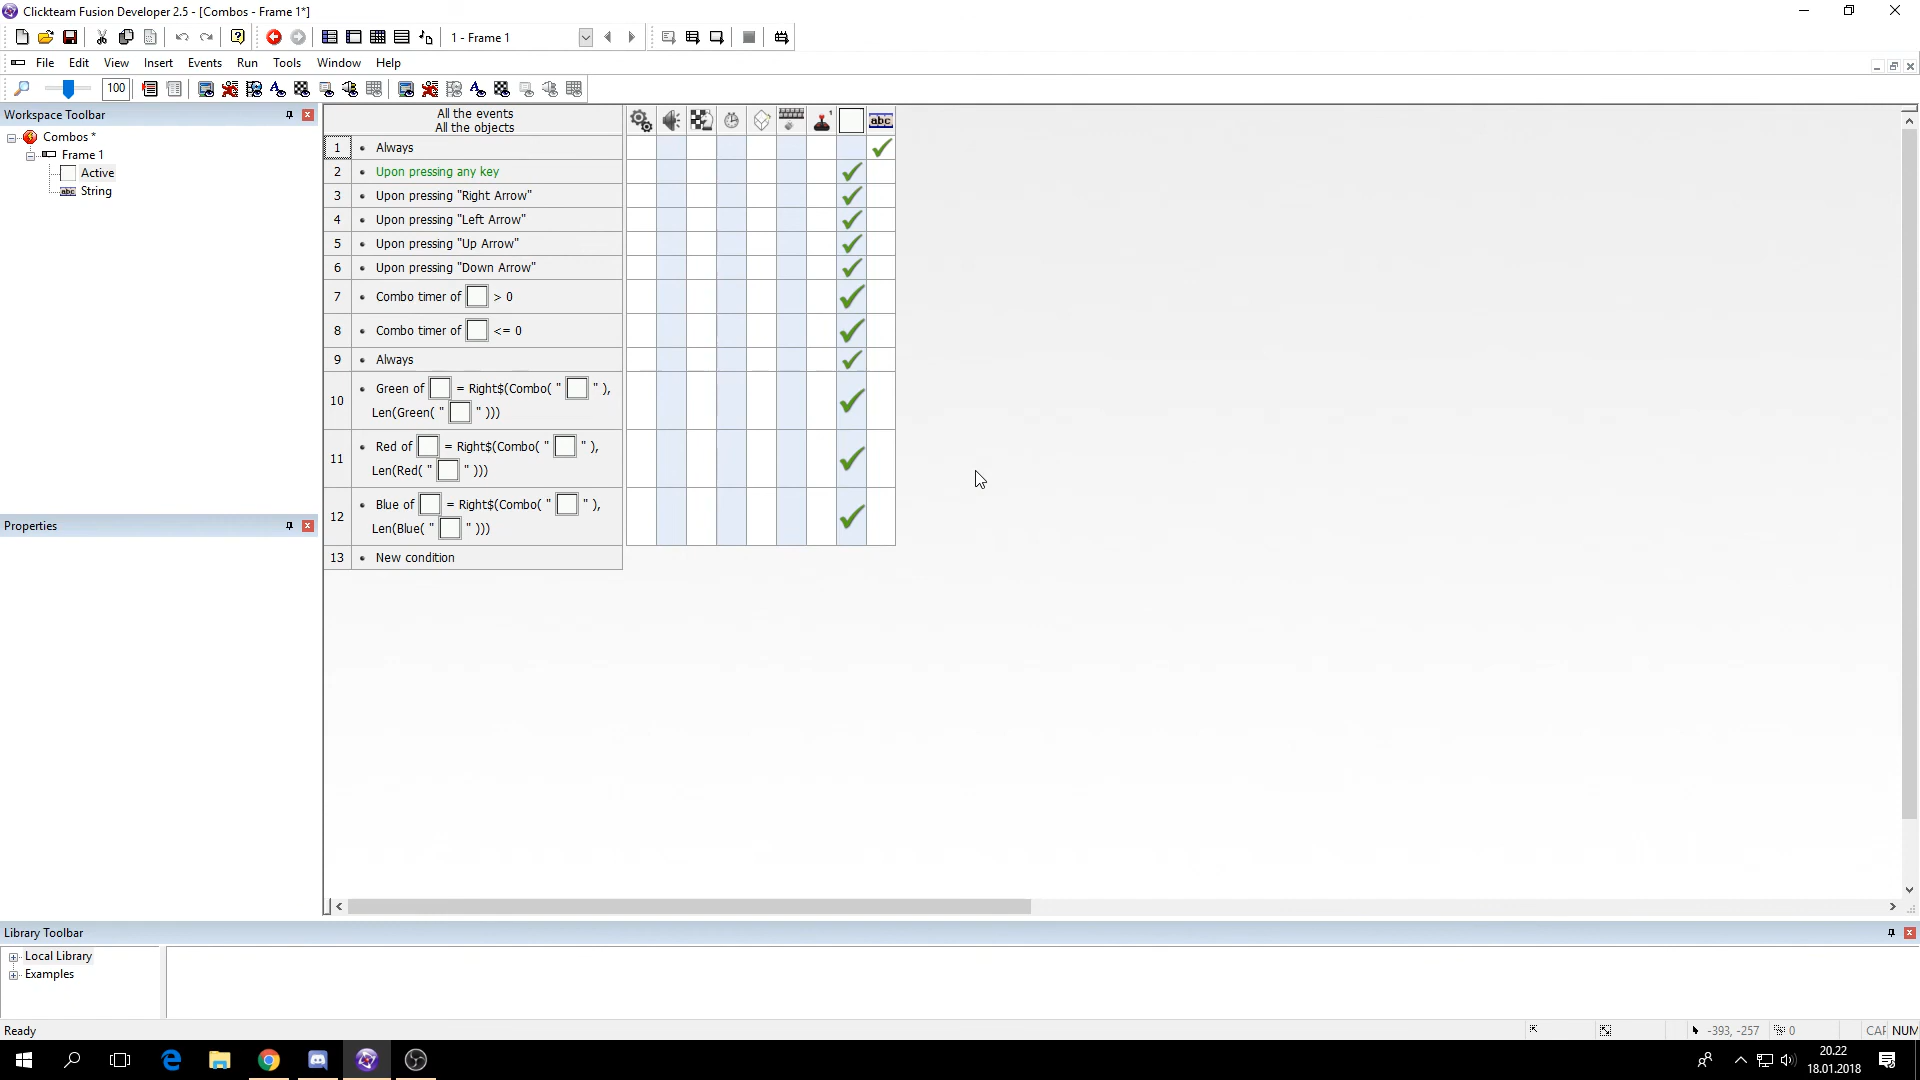 Clickteam Fusion Developer 2.5 - [Combos - Frame 1*]
1 - Frame 1
File Edit View Insert Events Run Tools Window Help
100
Workspace Toolbar
Combos *
Frame 1
Active
abc String
Properties
All the events
All the objects
abc
1 Always
2 Upon pressing any key
3 Upon pressing "Right Arrow"
4 Upon pressing "Left Arrow"
5 Upon pressing "Up Arrow"
6 Upon pressing "Down Arrow"
7 Combo timer of > 0
8 Combo timer of <= 0
9 Always
10 Green of = Right$(Combo( " " ),
Len(Green( " " )))
11 Red of = Right$(Combo( " " ),
Len(Red( " " )))
12 Blue of = Right$(Combo( " " ),
Len(Blue( " " )))
13 New condition
Library Toolbar
Local Library
Examples
Ready
-393, -257
0
CAP NUM
20.22
18.01.2018